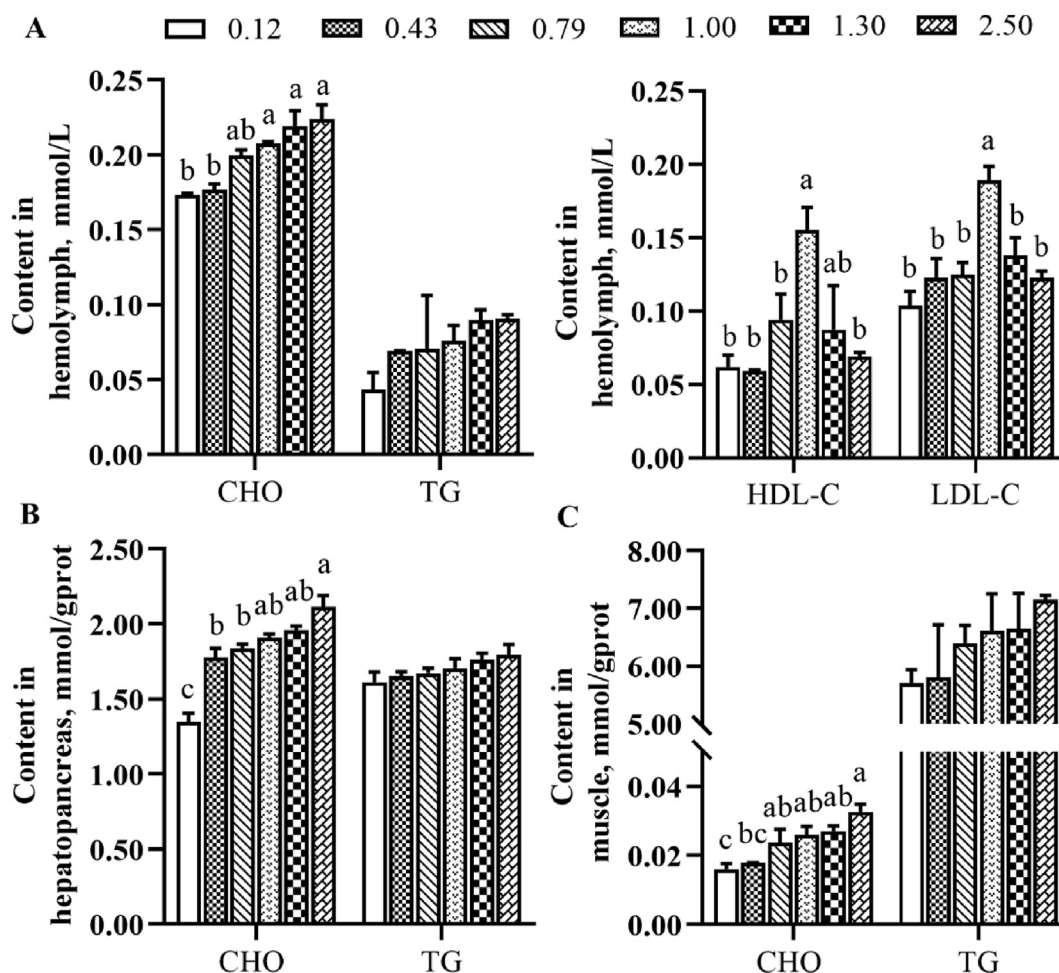 A
0.12 0.43 0.79 1.00 1.30 2.50
Content in
hemolymph, mmol/L
0.25
0.20
0.15
0.10
0.05
0.00
b b ab a a a
CHO TG
Content in
hemolymph, mmol/L
0.25
0.20
0.15
0.10
0.05
0.00
b b b a ab b
b b b a b b
HDL-C LDL-C
B
Content in
hepatopancreas, mmol/gprot
2.50
2.00
1.50
1.00
0.50
0.00
c b b ab ab a
CHO TG
C
Content in
muscle, mmol/gprot
8.00
7.00
6.00
5.00
0.04
0.02
0.00
c bc ab ab ab a
CHO TG